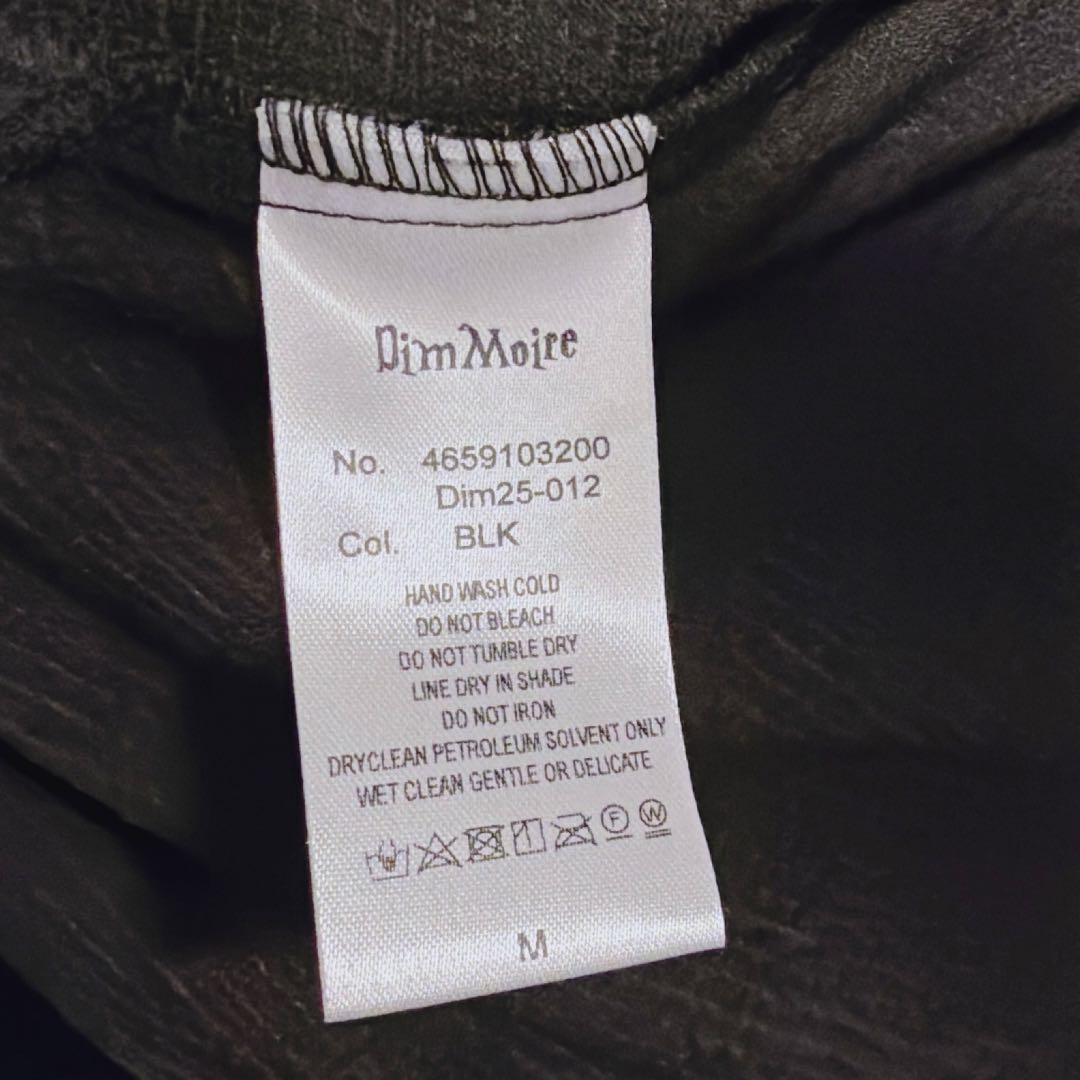 Dim Moire
No. 4659103200
Dim25-012
Col. BLK
HAND WASH COLD
DO NOT BLEACH
DO NOT TUMBLE DRY
LINE DRY IN SHADE
DO NOT IRON
DRYCLEAN PETROLEUM SOLVENT ONLY
WET CLEAN GENTLE OR DELICATE
F W
M